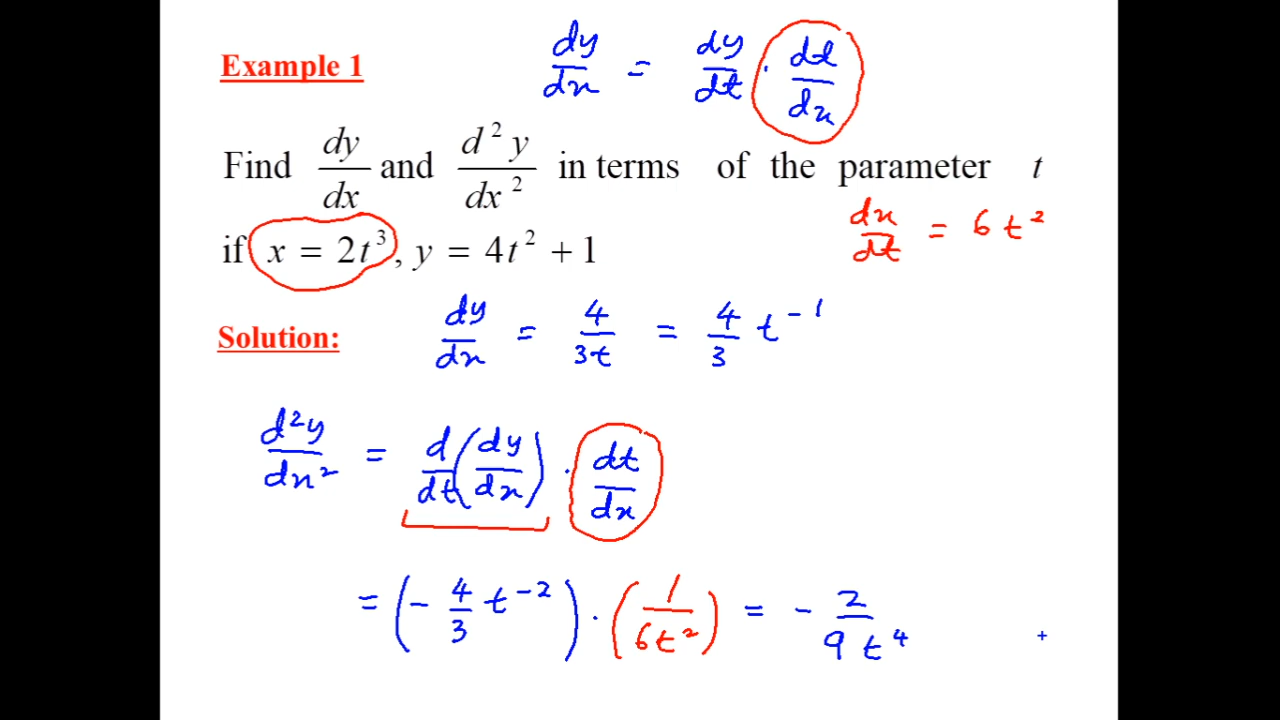 Example 1 dy/dx = dy/dt · dt/dx
Find dy/dx and d²y/dx² in terms of the parameter t
dx/dt = 6t²
if x = 2t³, y = 4t² + 1
Solution: dy/dx = 4/3t = 4/3 t⁻¹
d²y/dx² = d/dt(dy/dx) · dt/dx
= (- 4/3 t⁻²) · (1/6t²) = - 2/9t⁴